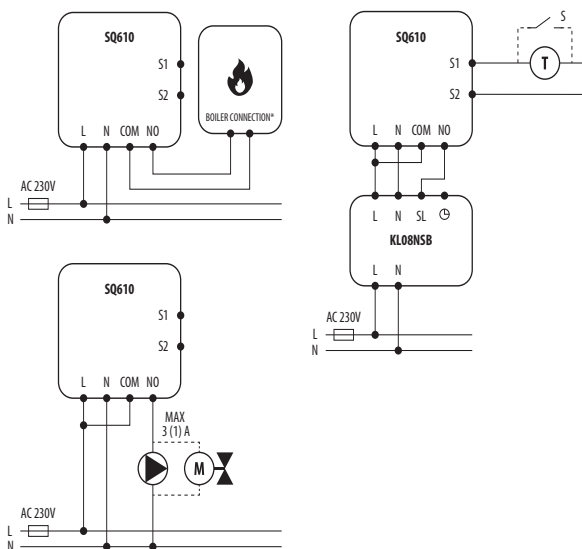 SQ610
S1
S2
BOILER CONNECTION*
L N COM NO
AC 230V
L
N
SQ610
S1
S2
L N COM NO
MAX
3 (1) A
M
AC 230V
L
N
SQ610
S
T
S1
S2
L N COM NO
L N SL
KL08NSB
L N
AC 230V
L
N